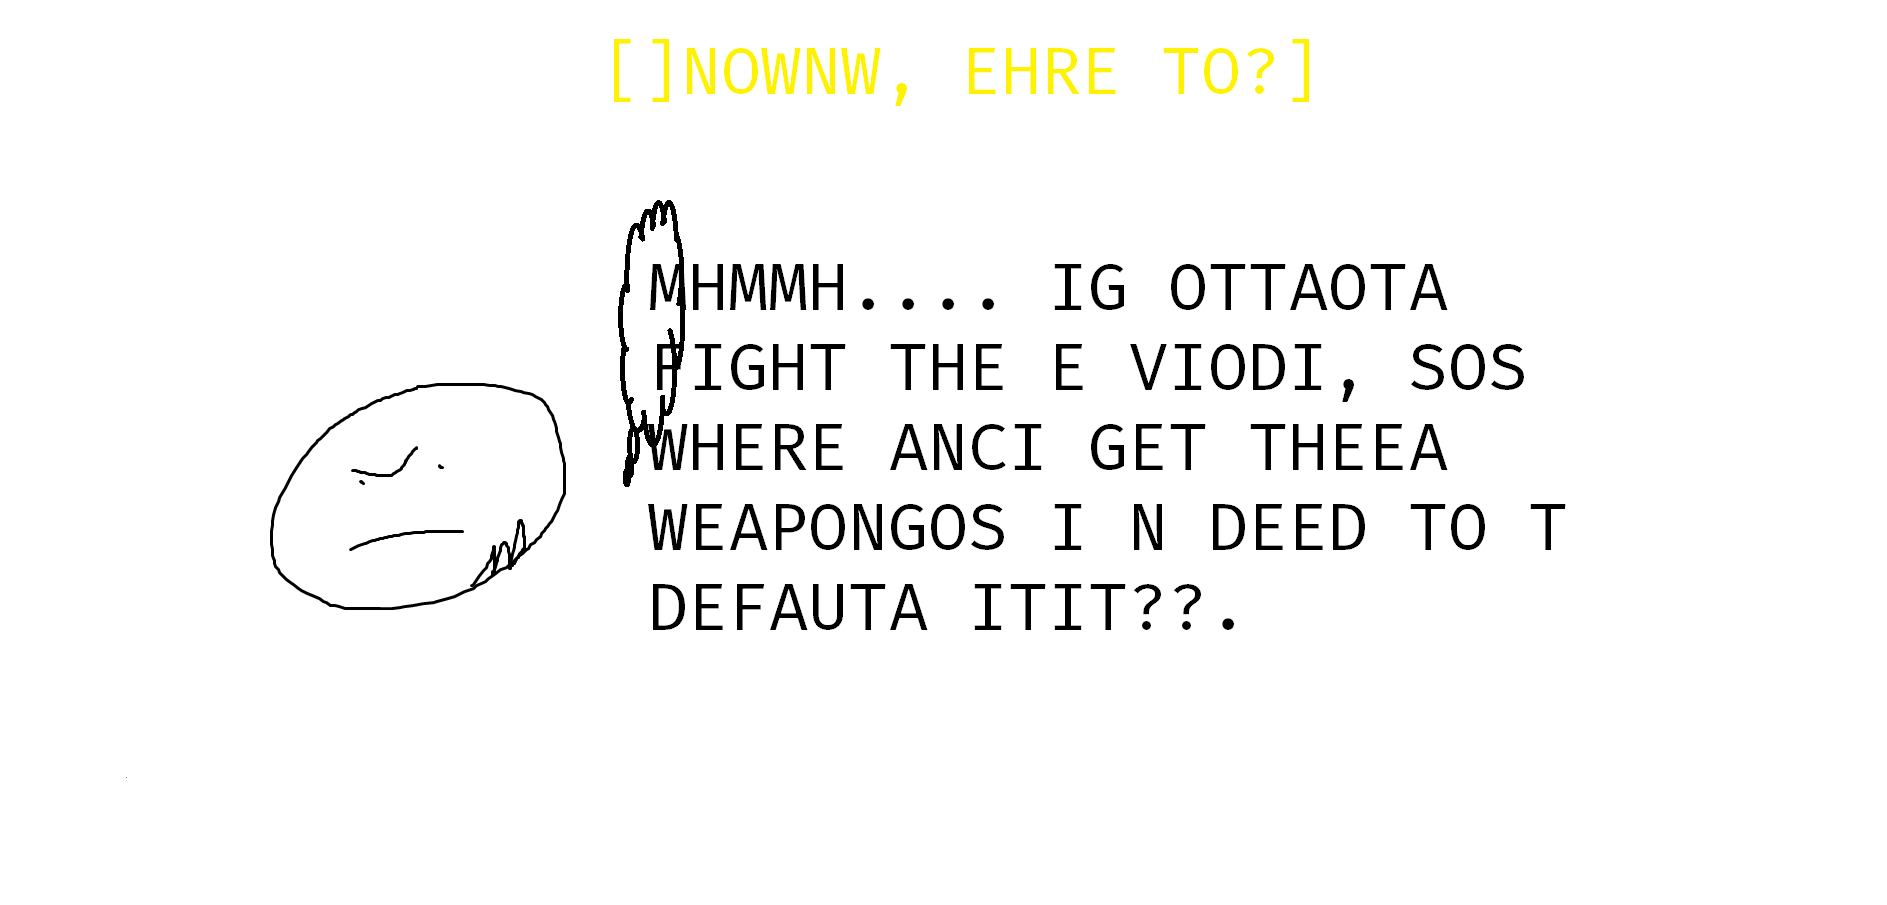 []NOWNW, EHRE TO?]
MHMMH.... IG OTTAOTA
FIGHT THE E VIODI, SOS
WHERE ANCI GET THEEA
WEAPONGOS I N DEED TO T
DEFAUTA ITIT??.